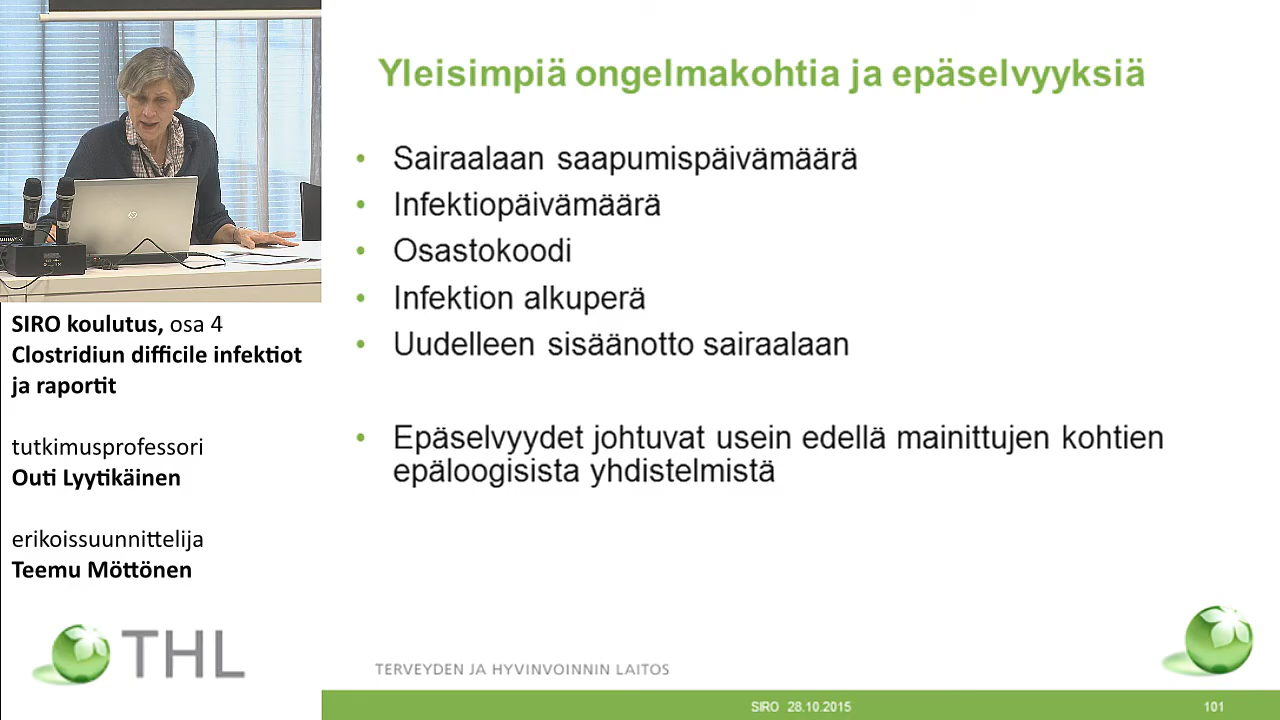 SIRO koulutus, osa 4
Clostridiun difficile infektiot
ja raportit
tutkimusprofessori
Outi Lyytikäinen
erikoissuunnittelija
Teemu Möttönen
THL
Yleisimpiä ongelmakohtia ja epäselvyyksiä
• Sairaalaan saapumispäivämäärä
• Infektiopäivämäärä
• Osastokoodi
• Infektion alkuperä
• Uudelleen sisäänotto sairaalaan
• Epäselvyydet johtuvat usein edellä mainittujen kohtien
epäloogisista yhdistelmistä
TERVEYDEN JA HYVINVOINNIN LAITOS
SIRO 28.10.2015
101